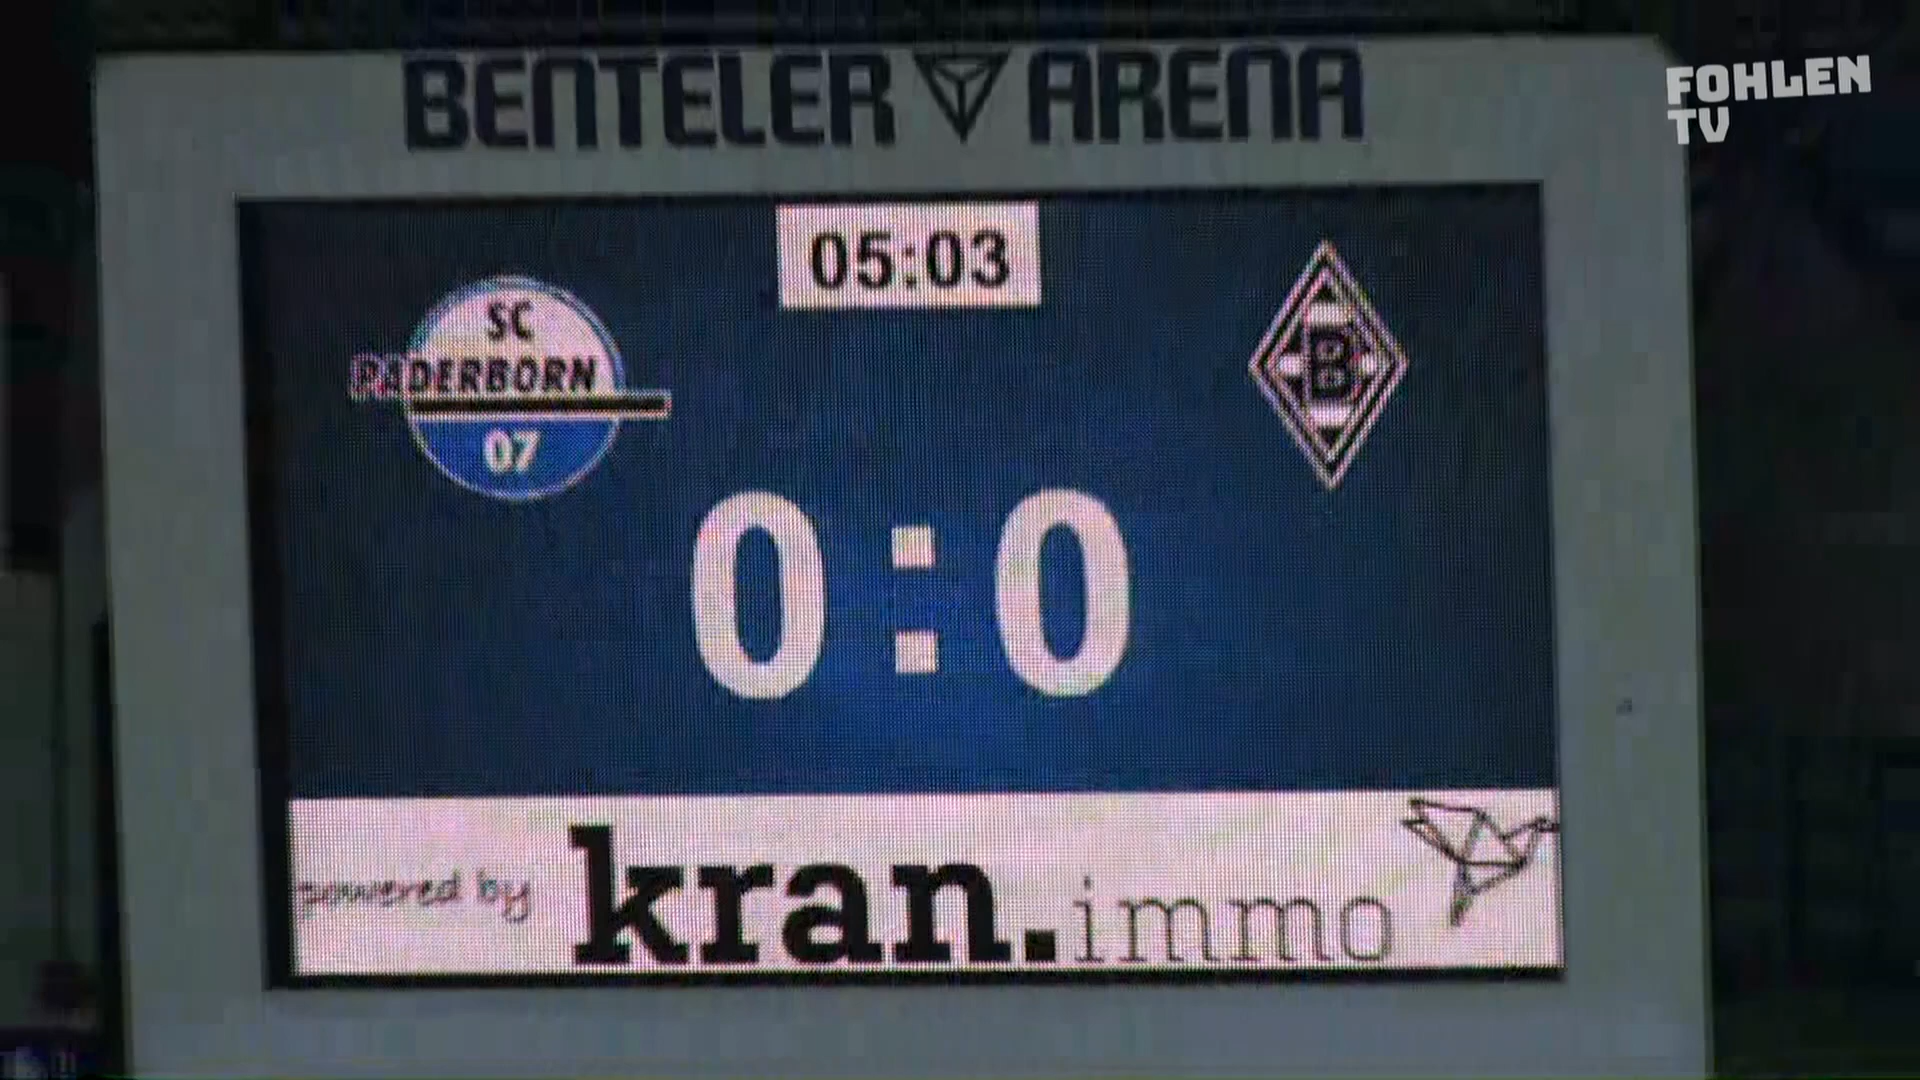 BENTELER ARENA
FOHLEN
TV
05:03
SC
PADERBORN
07
B
0:0
powered by kran.immo